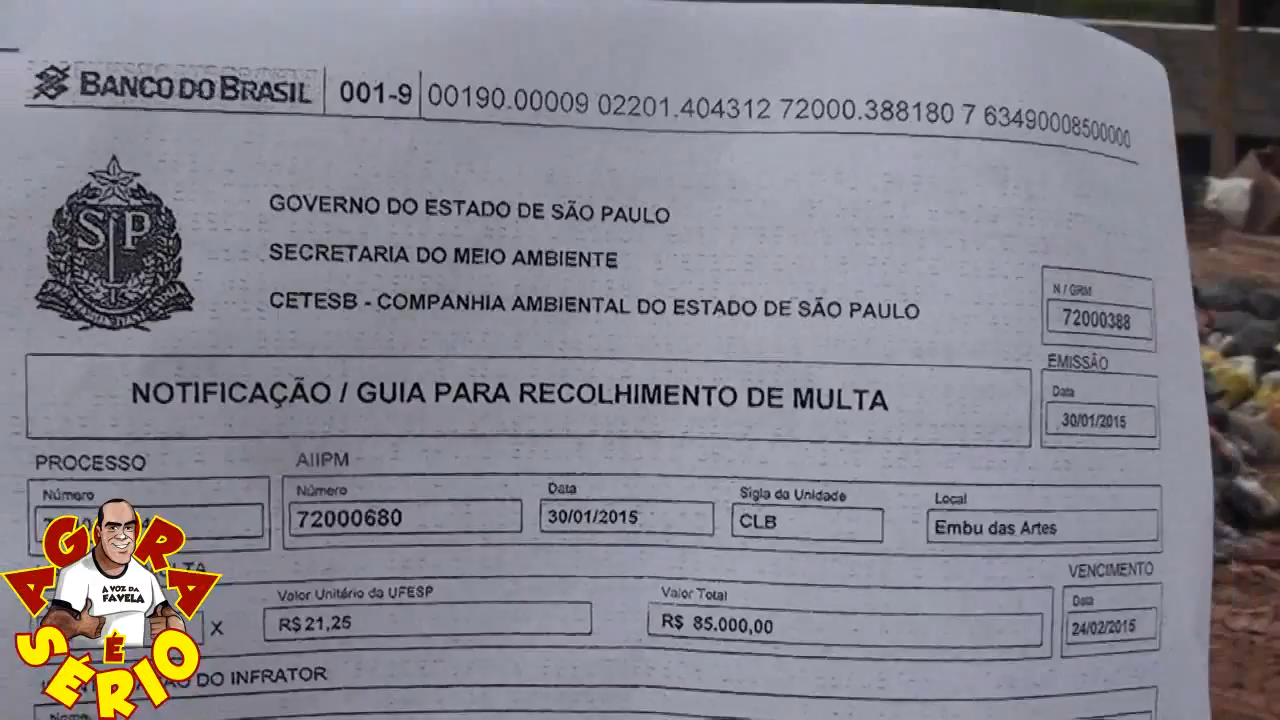 BANCO DO BRASIL 001-9 00190.00009 02201.404312 72000.388180 7 63490008500000
SP
GOVERNO DO ESTADO DE SÃO PAULO
SECRETARIA DO MEIO AMBIENTE
CETESB - COMPANHIA AMBIENTAL DO ESTADO DE SÃO PAULO
N / GRM
72000388
NOTIFICAÇÃO / GUIA PARA RECOLHIMENTO DE MULTA
EMISSÃO
Data
30/01/2015
PROCESSO AIIPM
Número Número Data Sigla da Unidade Local
72000680 30/01/2015 CLB Embu das Artes
VENCIMENTO
Valor Unitário da UFESP Valor Total Data
X R$ 21,25 R$ 85.000,00 24/02/2015
DO INFRATOR
Nome
AGORA
A VOZ DA
FAVELA
É
SÉRIO